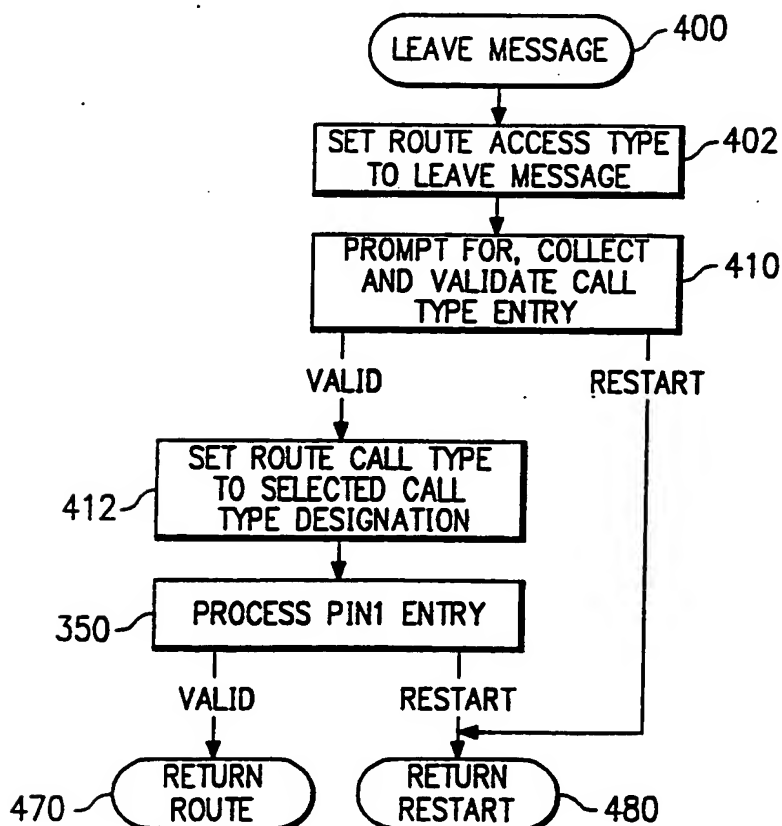 LEAVE MESSAGE
400
SET ROUTE ACCESS TYPE
TO LEAVE MESSAGE
402
PROMPT FOR, COLLECT
AND VALIDATE CALL
TYPE ENTRY
410
VALID
RESTART
SET ROUTE CALL TYPE
TO SELECTED CALL
TYPE DESIGNATION
412
PROCESS PIN1 ENTRY
350
VALID
RESTART
RETURN
ROUTE
470
RETURN
RESTART
480